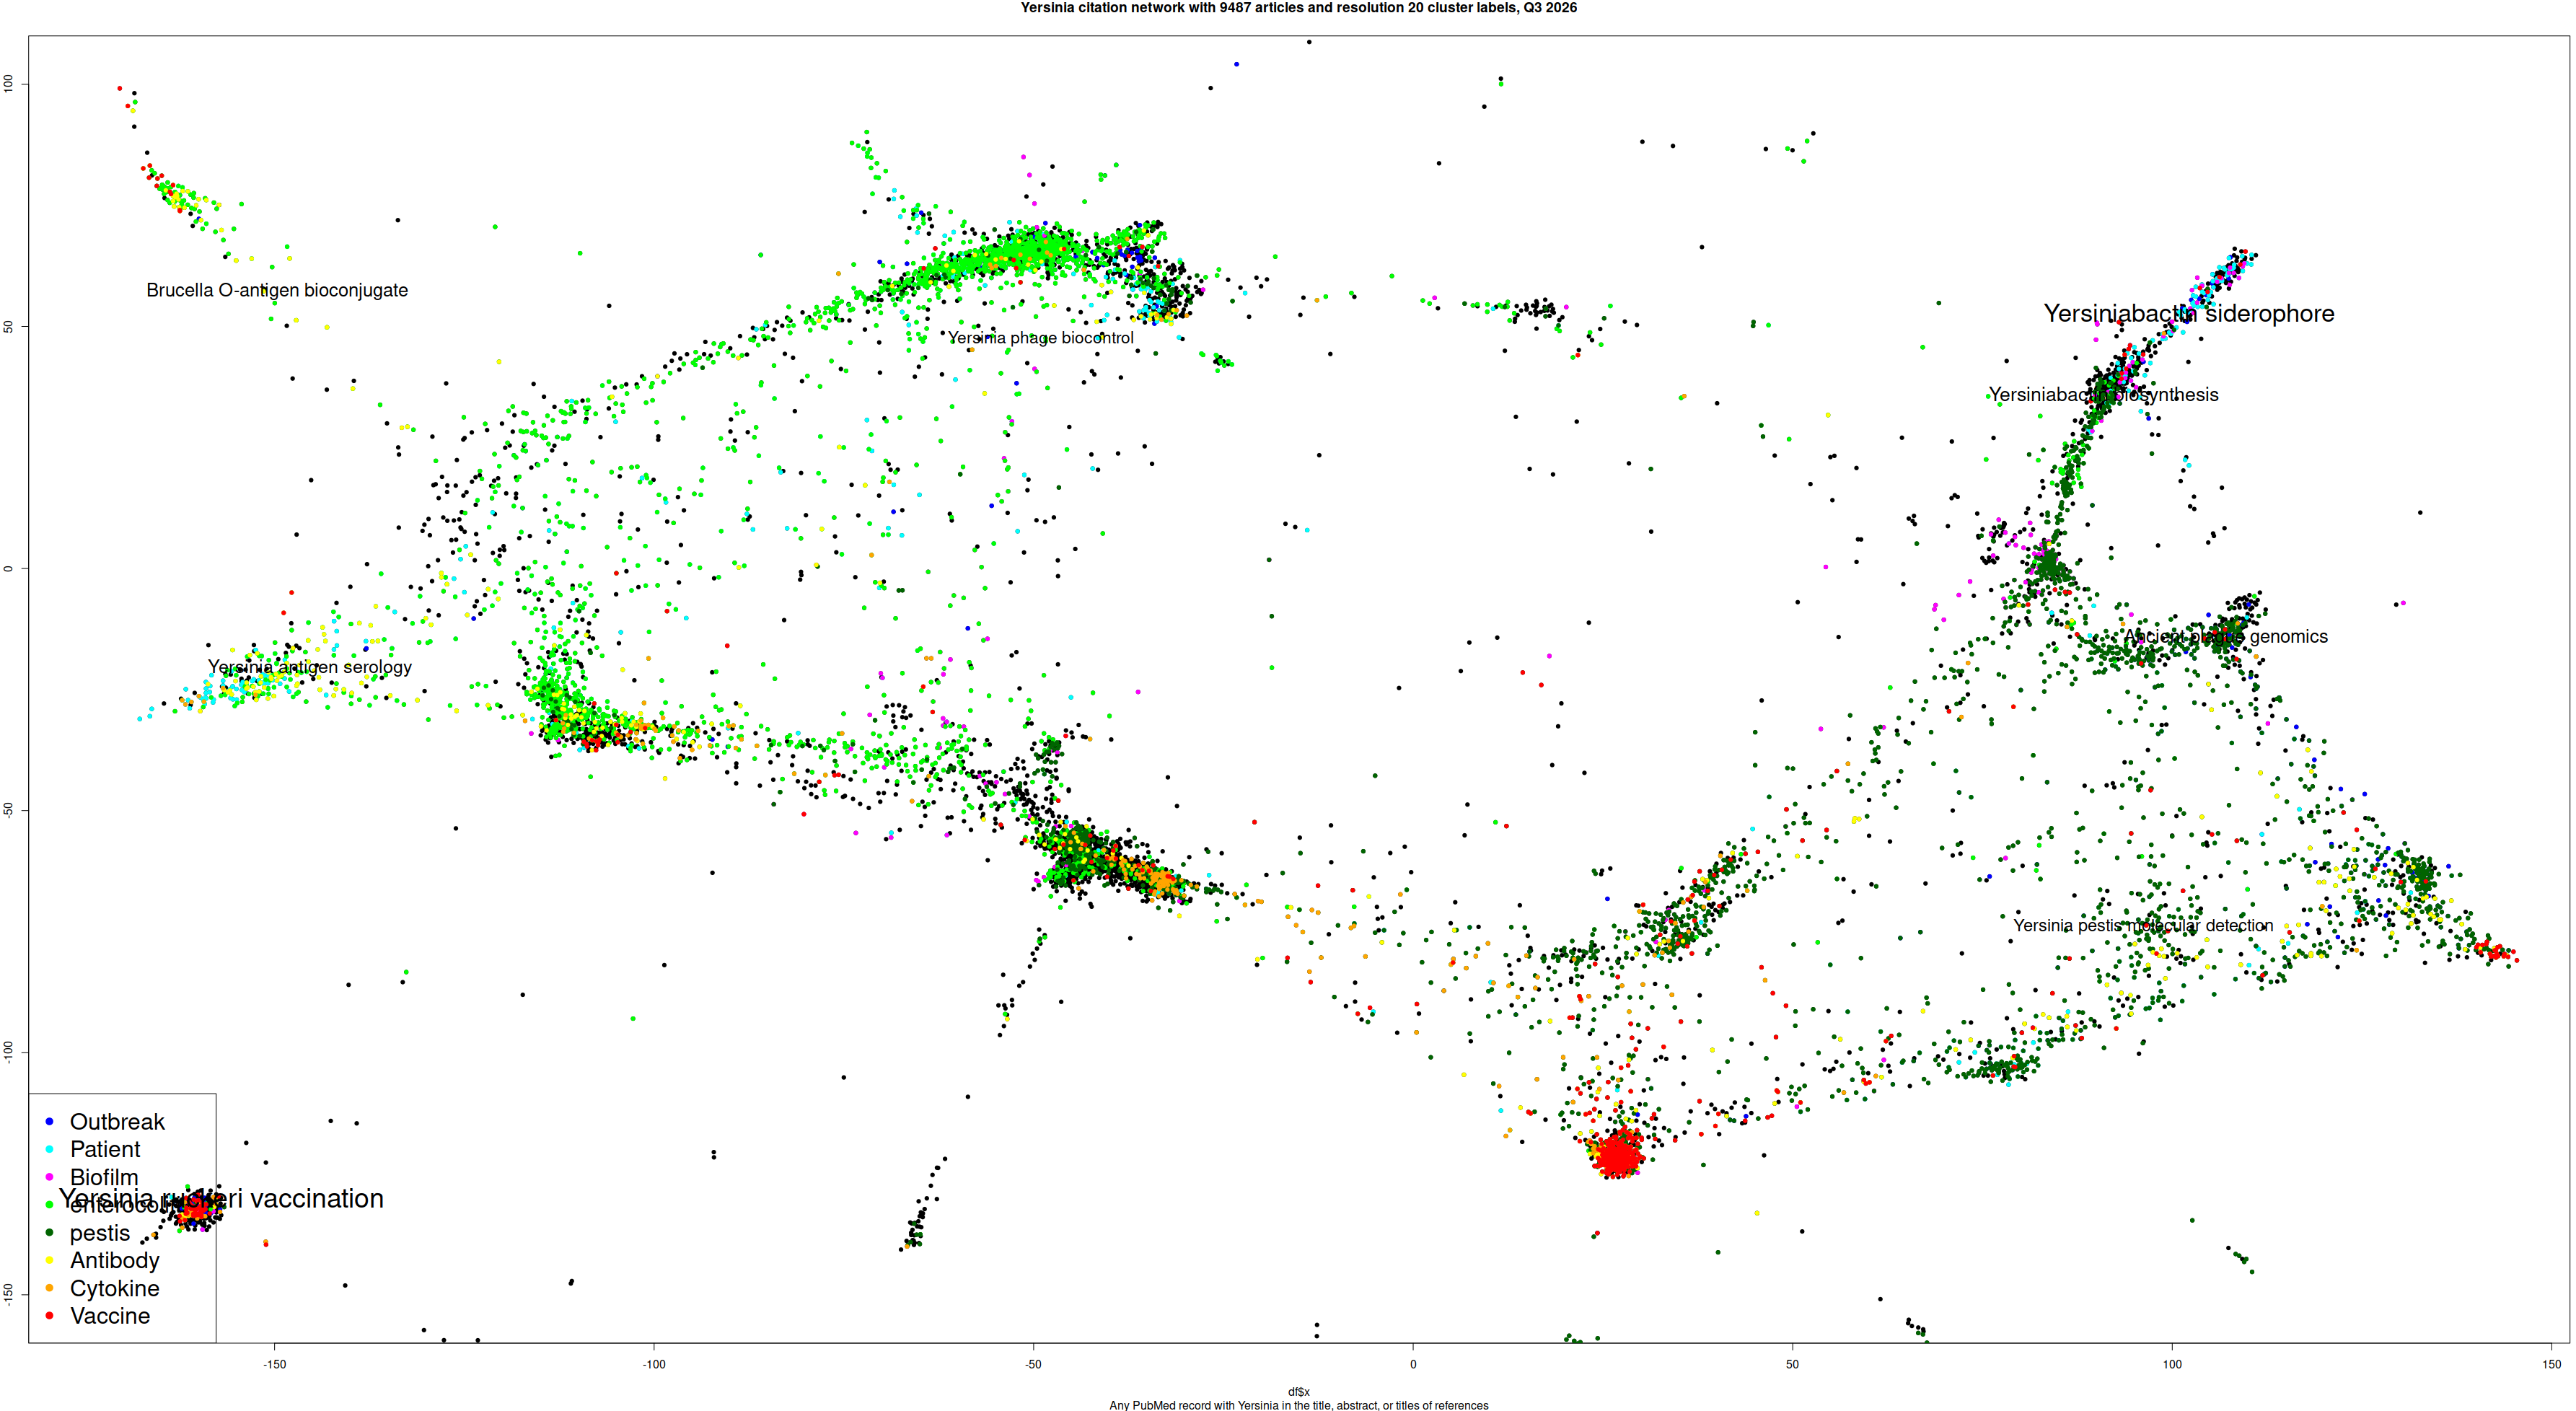 Yersinia citation network with 9487 articles and resolution 20 cluster labels, Q3 2026
100
50
0
-50
-100
-150
Brucella O-antigen bioconjugate
Yersinia phage biocontrol
Yersiniabactin siderophore
Yersiniabactin biosynthesis
Ancient plague genomics
Yersinia antigen serology
Yersinia pestis molecular detection
Yersinia ruckeri vaccination
Outbreak
Patient
Biofilm
enterocolitica
pestis
Antibody
Cytokine
Vaccine
-150
-100
-50
0
50
100
150
df$x
Any PubMed record with Yersinia in the title, abstract, or titles of references